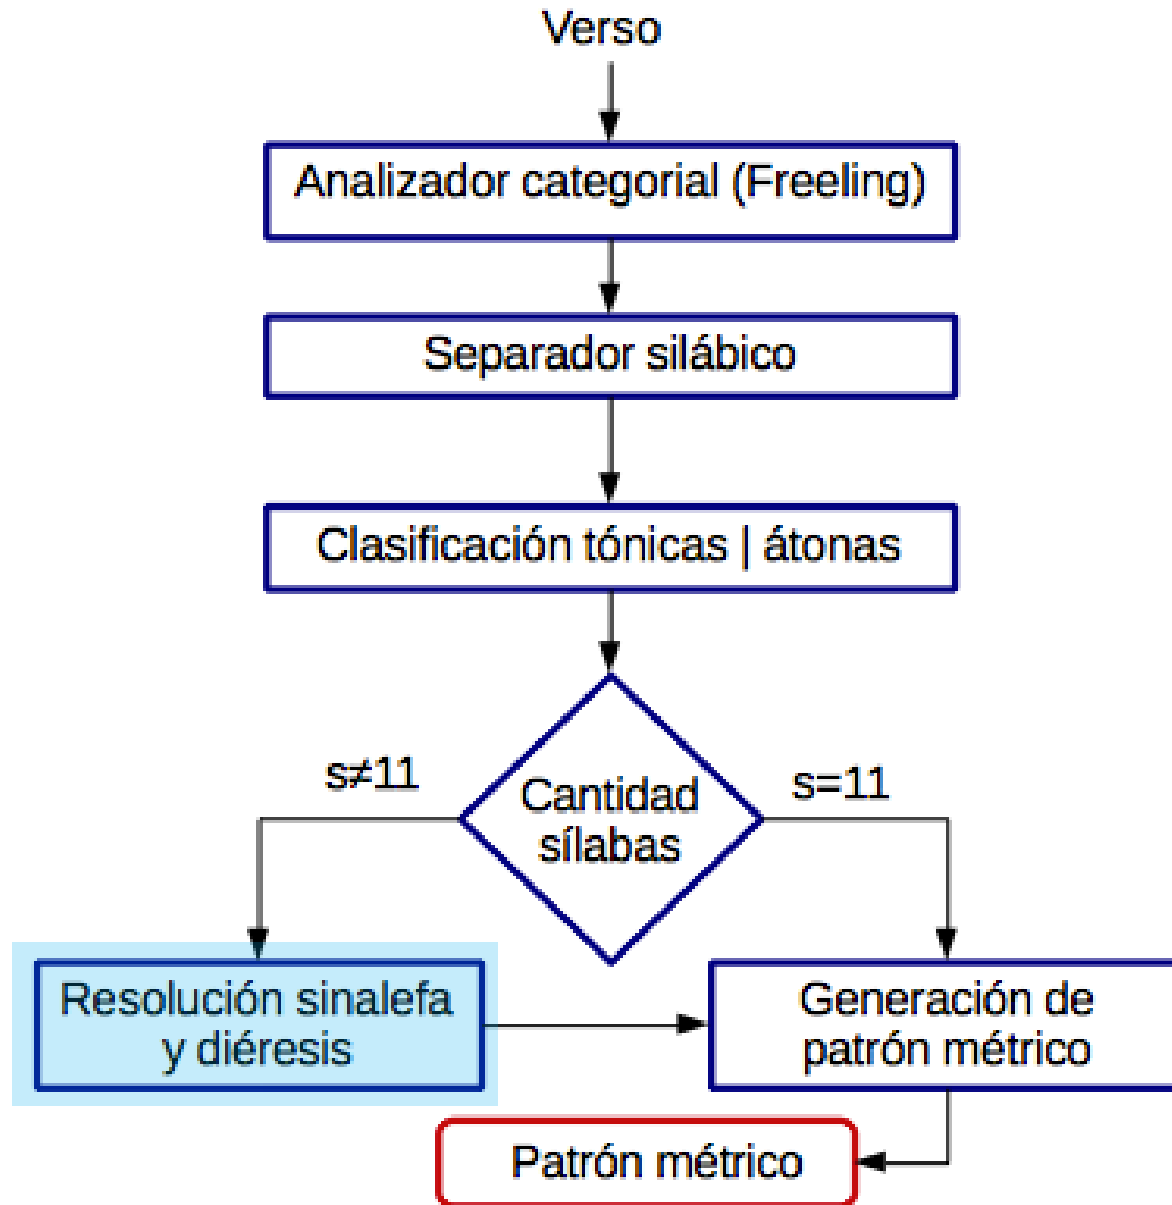 Verso
Analizador categorial (Freeling)
Separador silábico
Clasificación tónicas | átonas
s≠11
s=11
Cantidad
sílabas
Resolución sinalefa
y diéresis
Generación de
patrón métrico
Patrón métrico